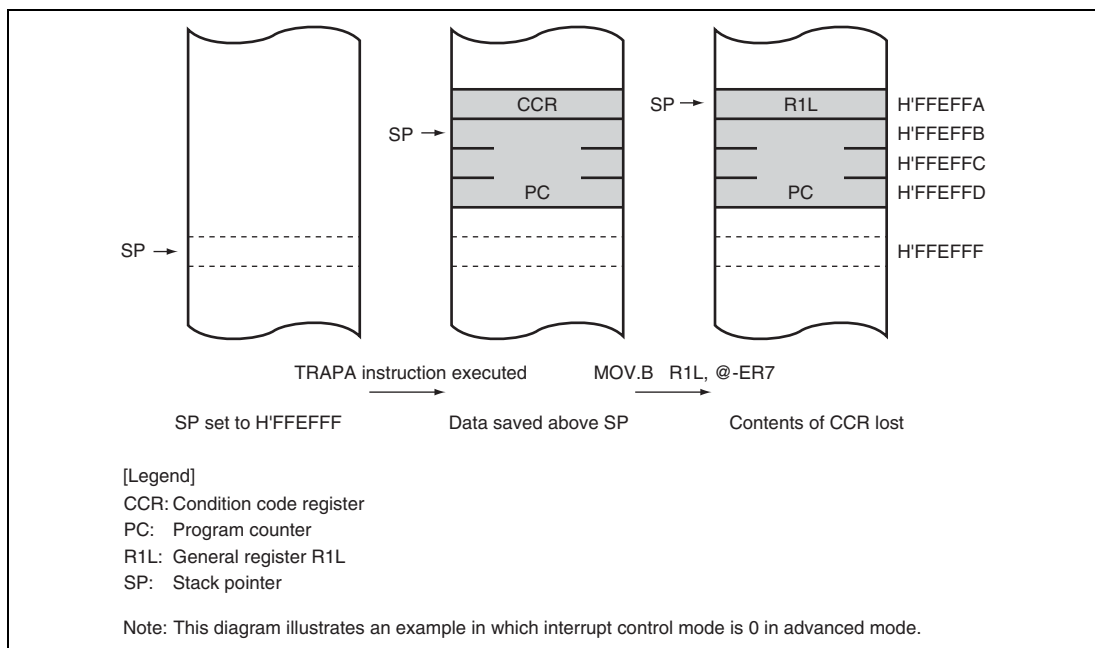 CCR
SP
R1L
H'FFEFFA
SP
H'FFEFFB
H'FFEFFC
PC
PC
H'FFEFFD
SP
H'FFEFFF
TRAPA instruction executed
MOV.B R1L, @-ER7
SP set to H'FFEFFF
Data saved above SP
Contents of CCR lost
[Legend]
CCR: Condition code register
PC: Program counter
R1L: General register R1L
SP: Stack pointer
Note: This diagram illustrates an example in which interrupt control mode is 0 in advanced mode.